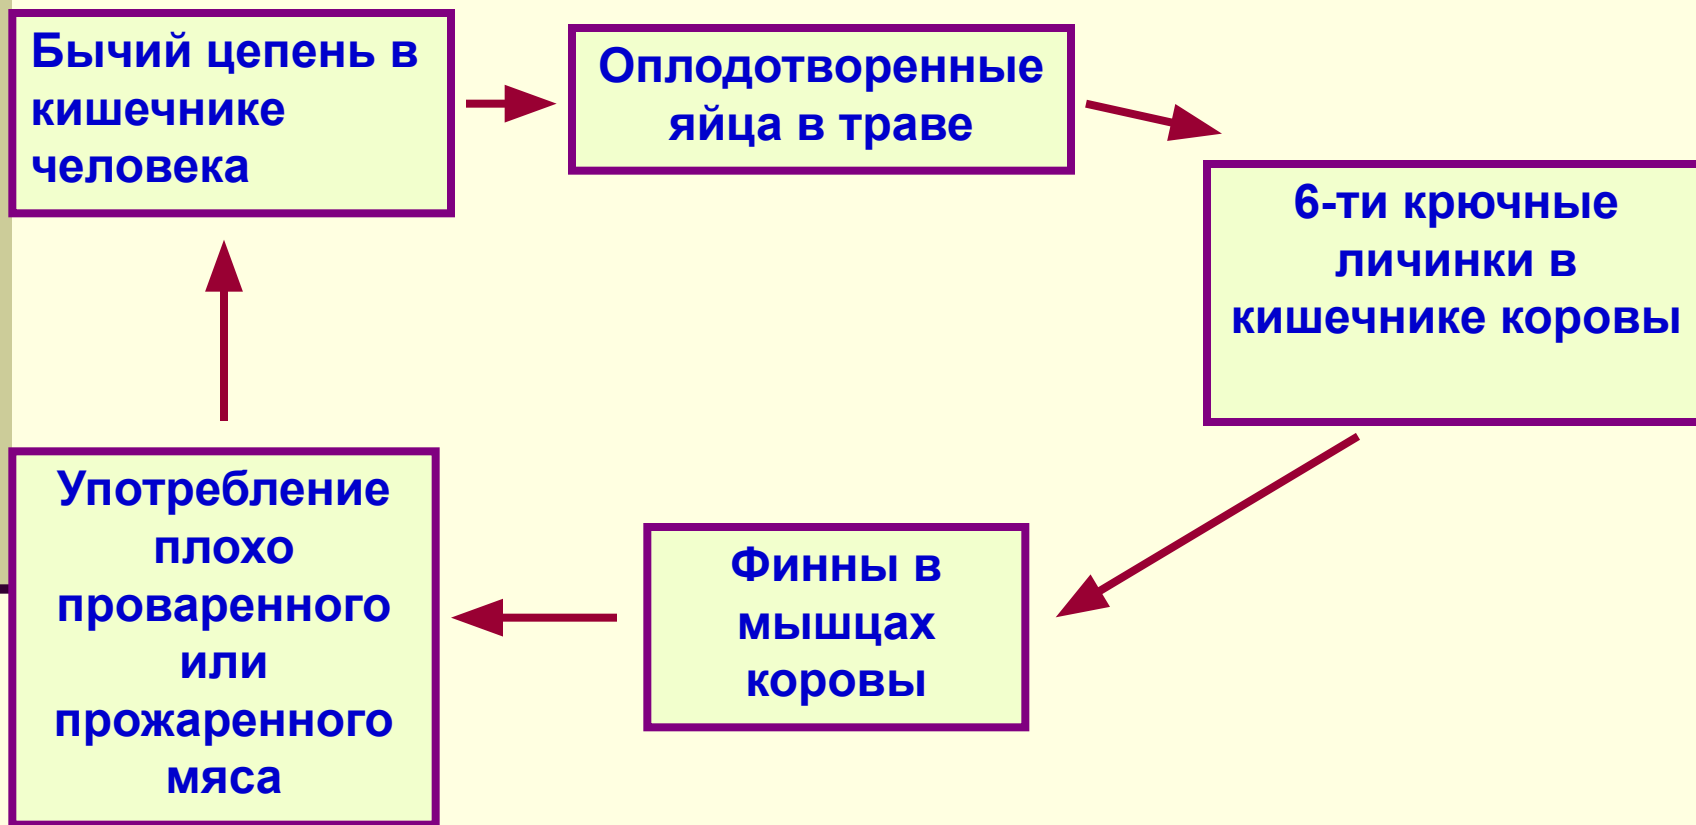 Бычий цепень в
кишечнике
человека
Оплодотворенные
яйца в траве
6-ти крючные
личинки в
кишечнике коровы
Финны в
мышцах
коровы
Употребление
плохо
проваренного
или
прожаренного
мяса